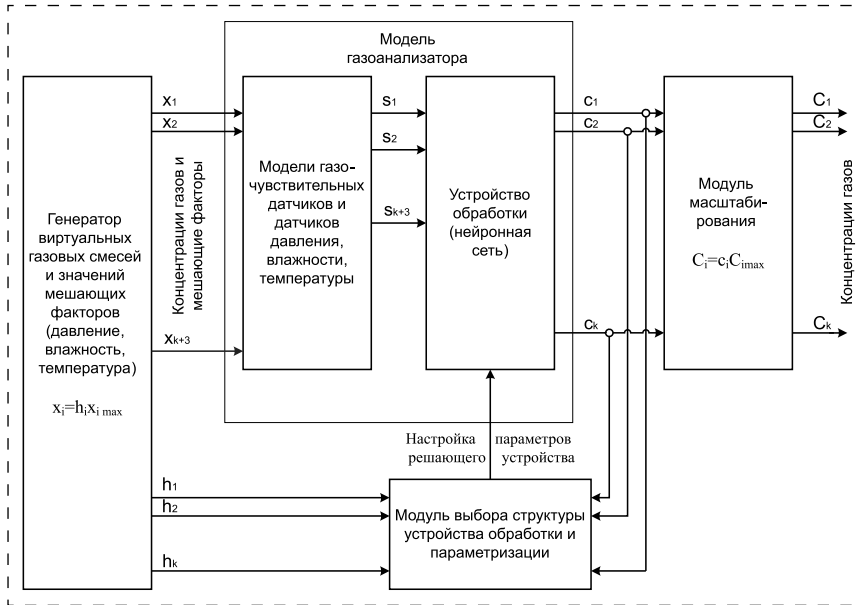 Модель
газоанализатора
x1
x2
xk+3
Концентрации газов и
мешающие факторы
s1
s2
sk+3
c1
c2
ck
C1
C2
Ck
Концентрации газов
Генератор
виртуальных
газовых смесей
и значений
мешающих
факторов
(давление,
влажность,
температура)
xi=hixi max
Модели газо-
чувствительных
датчиков и
датчиков
давления,
влажности,
температуры
Устройство
обработки
(нейронная
сеть)
Модуль
масштаби-
рования
Ci=ciCimax
Настройка параметров
решающего устройства
h1
h2
hk
Модуль выбора структуры
устройства обработки и
параметризации